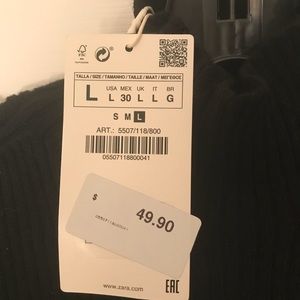 FSC
TALLA / SIZE / TAMANHO / TAILLE / MAAT / ΜΕΓΕΘΟΣ
L
USA MEX UK IT BR
L 30 L L G
S M L
ART.: 5507/118/800
05507118800041
$
49.90
www.zara.com
EAC